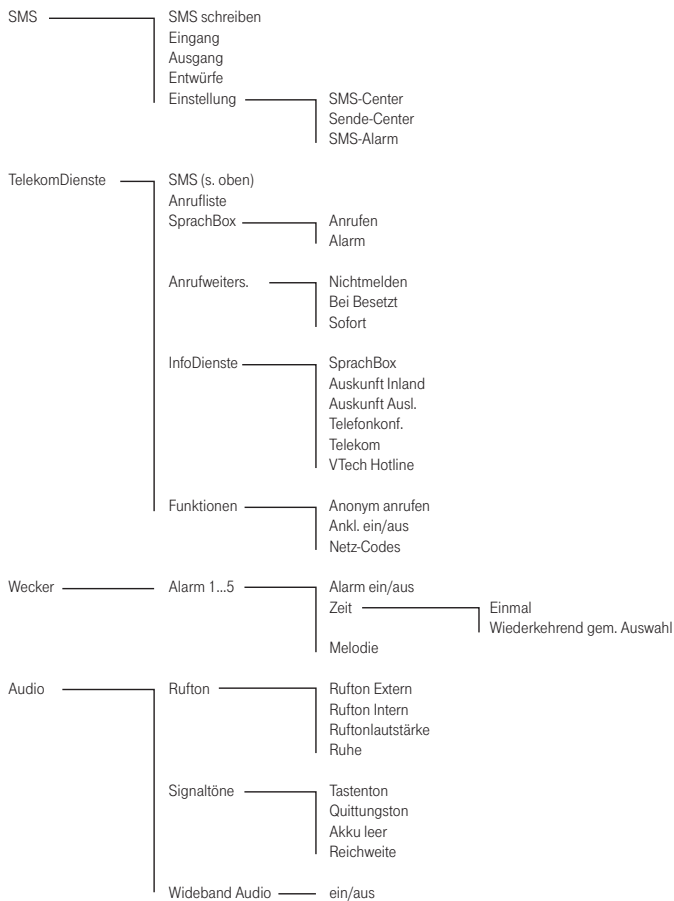 SMS SMS schreiben
Eingang
Ausgang
Entwürfe
Einstellung SMS-Center
Sende-Center
SMS-Alarm
TelekomDienste SMS (s. oben)
Anrufliste
SprachBox Anrufen
Alarm
Anrufweiters. Nichtmelden
Bei Besetzt
Sofort
InfoDienste SprachBox
Auskunft Inland
Auskunft Ausl.
Telefonkonf.
Telekom
VTech Hotline
Funktionen Anonym anrufen
Ankl. ein/aus
Netz-Codes
Wecker Alarm 1...5 Alarm ein/aus
Zeit Einmal
Wiederkehrend gem. Auswahl
Melodie
Audio Rufton Rufton Extern
Rufton Intern
Ruftonlautstärke
Ruhe
Signaltöne Tastenton
Quittungston
Akku leer
Reichweite
Wideband Audio ein/aus